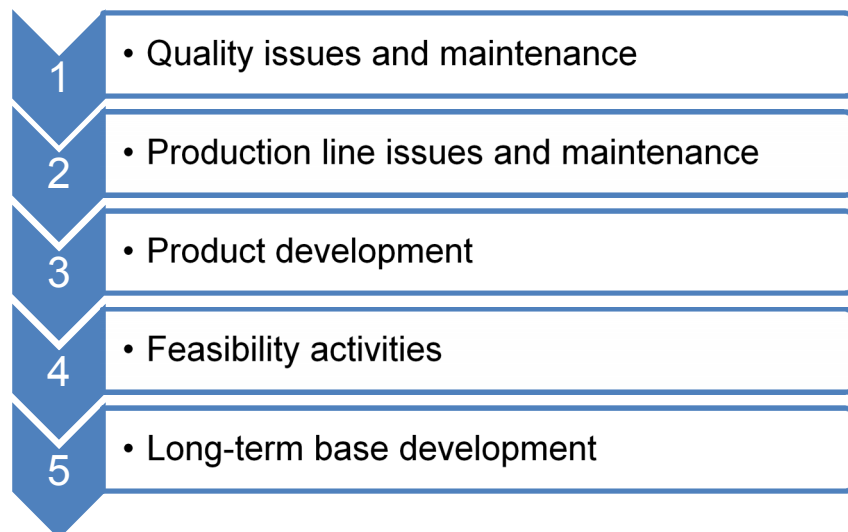 1
• Quality issues and maintenance
2
• Production line issues and maintenance
3
• Product development
4
• Feasibility activities
5
• Long-term base development